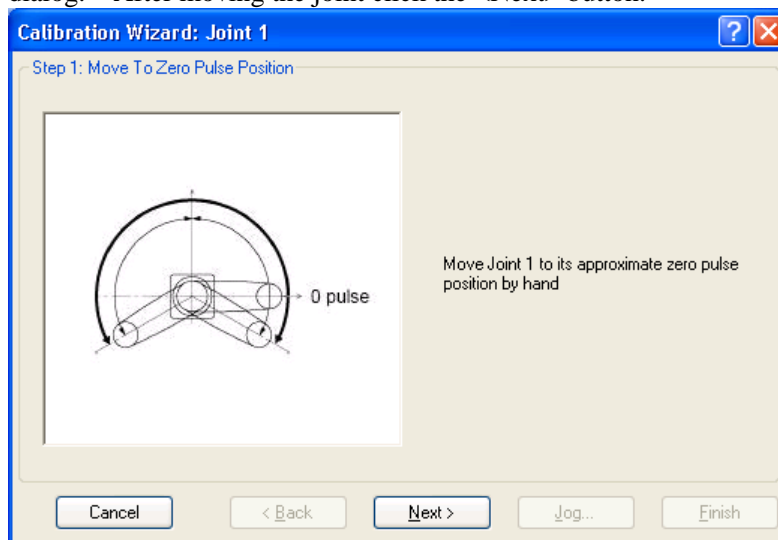 Calibration Wizard: Joint 1
Step 1: Move To Zero Pulse Position
0 pulse
Move Joint 1 to its approximate zero pulse
position by hand
Cancel
< Back
Next >
Jog...
Finish